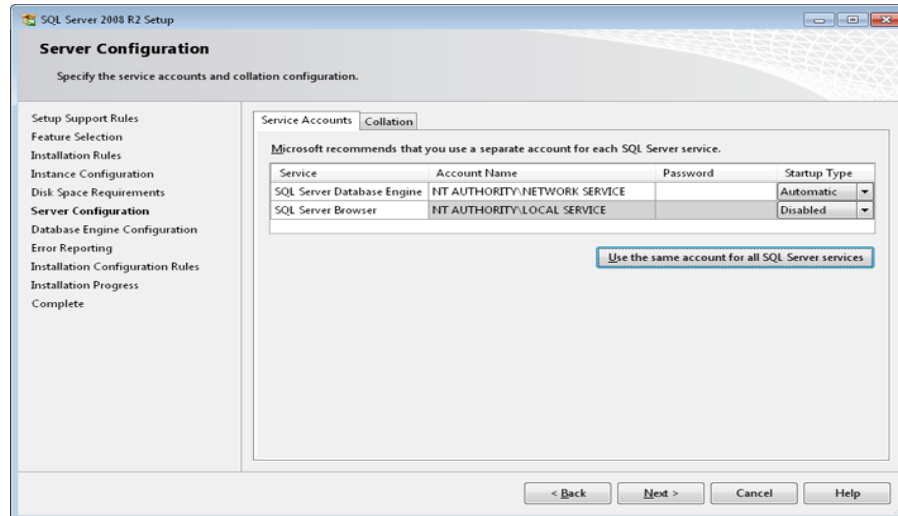 SQL Server 2008 R2 Setup
Server Configuration
Specify the service accounts and collation configuration.
Setup Support Rules
Feature Selection
Installation Rules
Instance Configuration
Disk Space Requirements
Server Configuration
Database Engine Configuration
Error Reporting
Installation Configuration Rules
Installation Progress
Complete
Service Accounts Collation
Microsoft recommends that you use a separate account for each SQL Server service.
Service Account Name Password Startup Type
SQL Server Database Engine NT AUTHORITY\NETWORK SERVICE Automatic
SQL Server Browser NT AUTHORITY\LOCAL SERVICE Disabled
Use the same account for all SQL Server services
< Back Next > Cancel Help